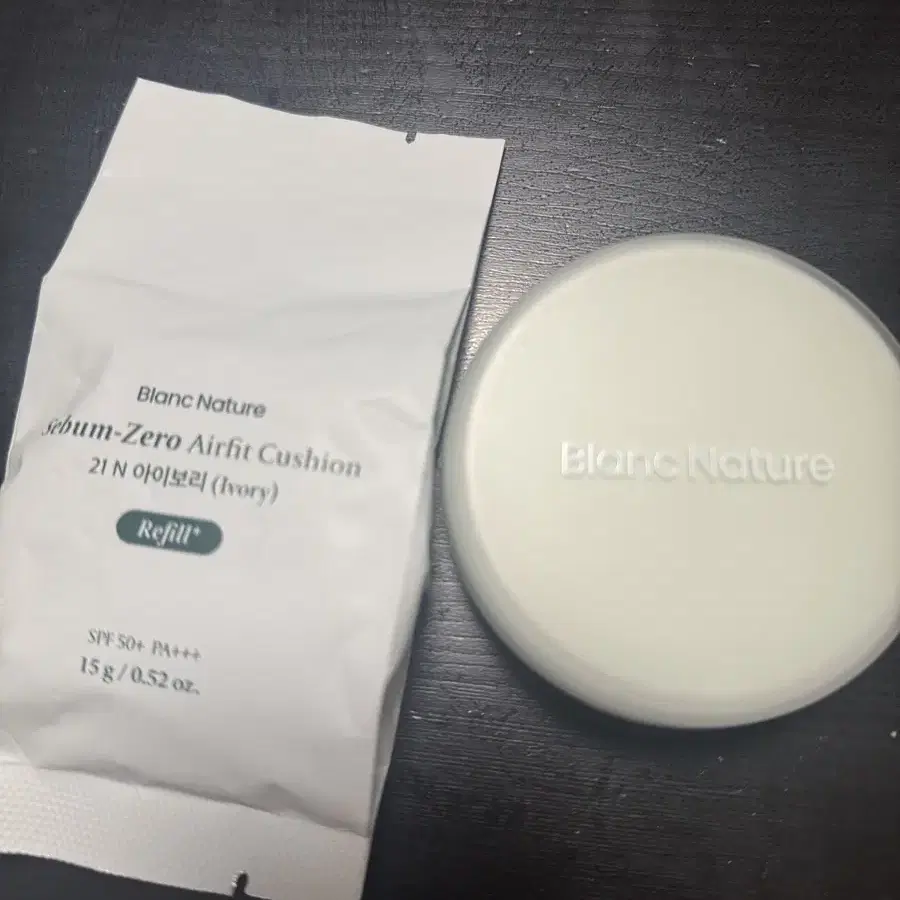 Blanc Nature
Sebum-Zero Airfit Cushion
21 N 아이보리 (Ivory)
Refill*
SPF 50+ PA+++
15 g / 0.52 oz.
Blanc Nature